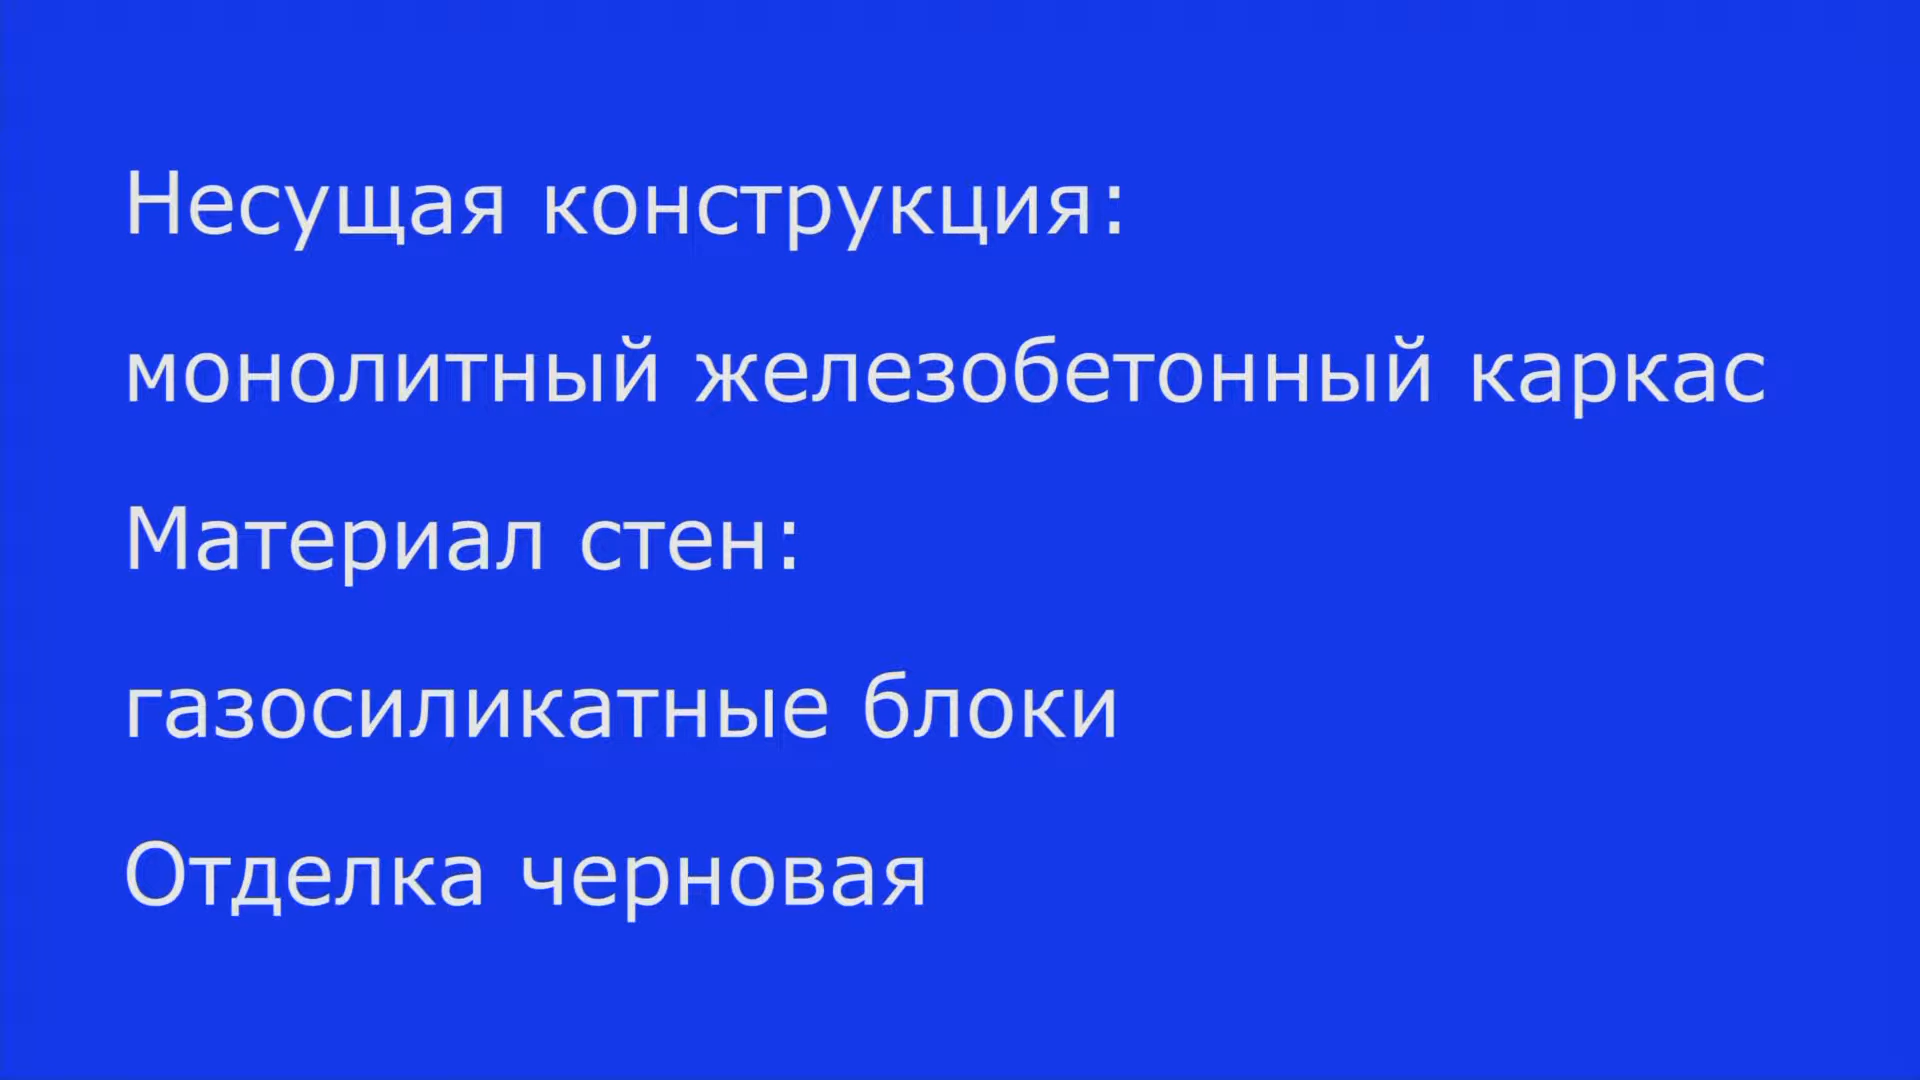 Несущая конструкция:
монолитный железобетонный каркас
Материал стен:
газосиликатные блоки
Отделка черновая